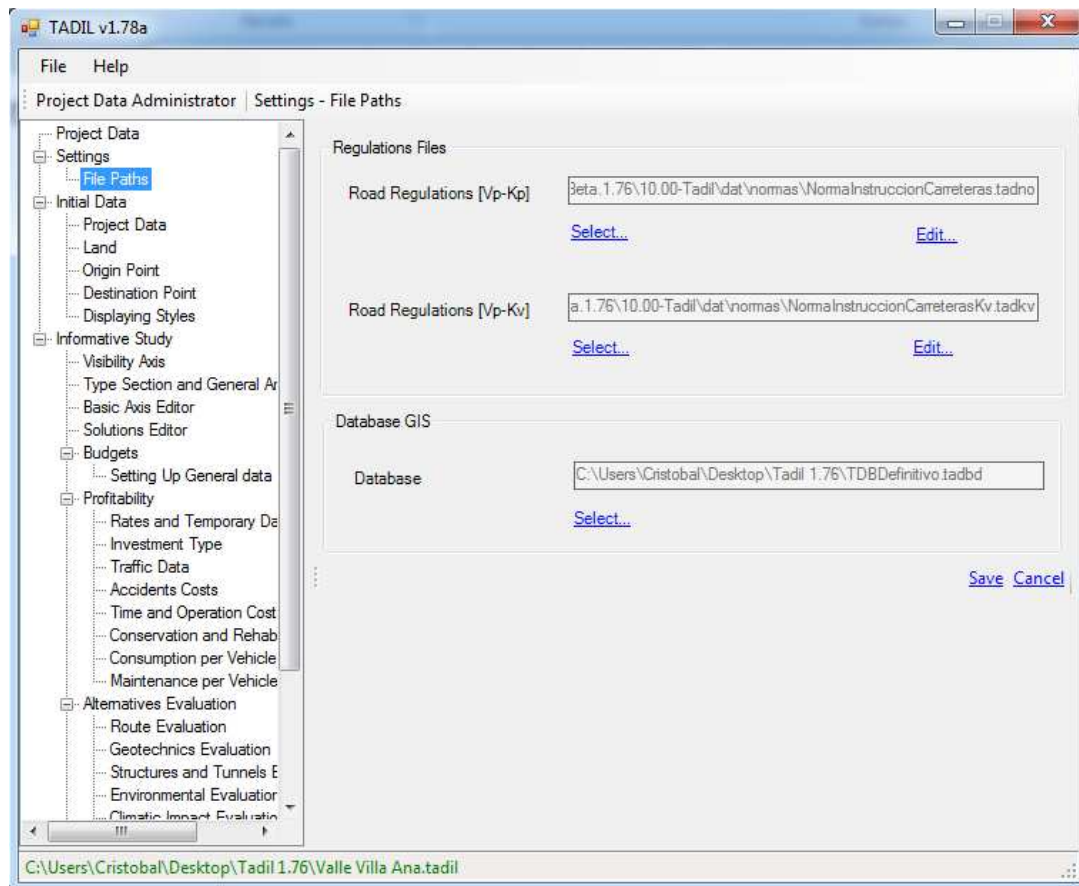 TADIL v1.78a
File Help
Project Data Administrator Settings - File Paths
Project Data
Settings
File Paths
Initial Data
Project Data
Land
Origin Point
Destination Point
Displaying Styles
Informative Study
Visibility Axis
Type Section and General Ar
Basic Axis Editor
Solutions Editor
Budgets
Setting Up General data
Profitability
Rates and Temporary Da
Investment Type
Traffic Data
Accidents Costs
Time and Operation Cost
Conservation and Rehab
Consumption per Vehicle
Maintenance per Vehicle
Alternatives Evaluation
Route Evaluation
Geotechnics Evaluation
Structures and Tunnels E
Environmental Evaluation
Climatic Impact Evaluatio
Regulations Files
Road Regulations [Vp-Kp] Beta.1.76\10.00-Tadil\dat\normas\NormaInstruccionCarreteras.tadno
Select... Edit...
Road Regulations [Vp-Kv] a.1.76\10.00-Tadil\dat\normas\NormaInstruccionCarreterasKv.tadkv
Select... Edit...
Database GIS
Database C:\Users\Cristobal\Desktop\Tadil 1.76\TDBDefinitivo.tadbd
Select...
Save Cancel
C:\Users\Cristobal\Desktop\Tadil 1.76\Valle Villa Ana.tadil